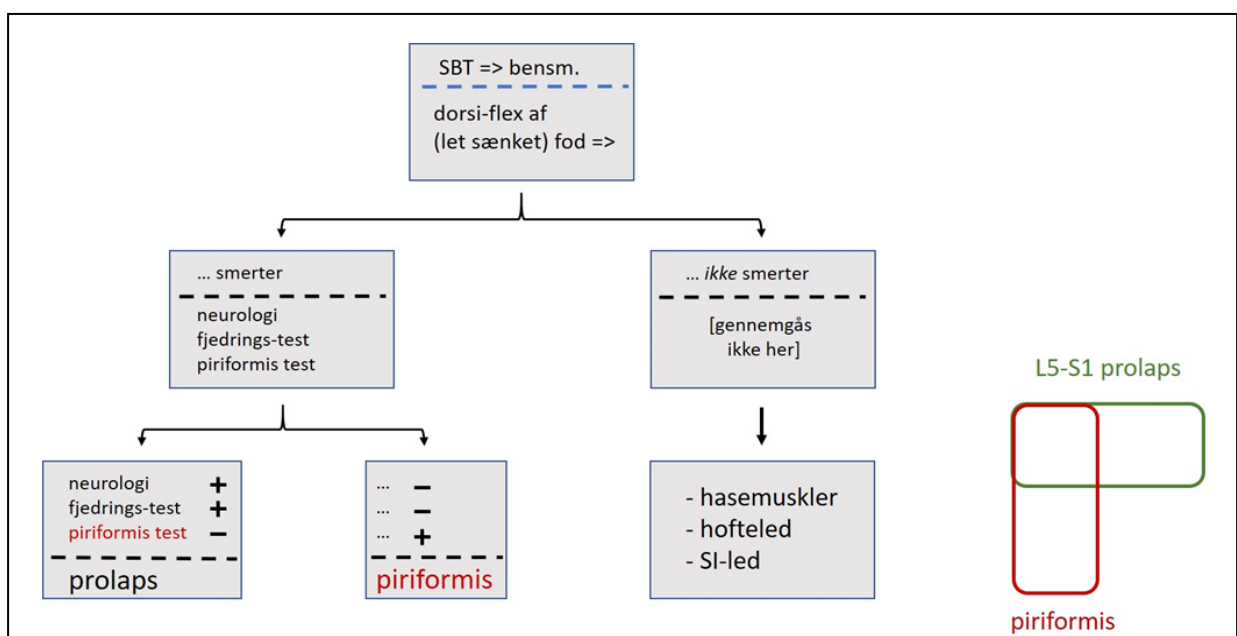 SBT => bensm.
dorsi-flex af
(let sænket) fod =>
... smerter
neurologi
fjedrings-test
piriformis test
... ikke smerter
[gennemgås
ikke her]
neurologi +
fjedrings-test +
piriformis test –
prolaps
... –
... –
... +
piriformis
- hasemuskler
- hofteled
- SI-led
L5-S1 prolaps
piriformis